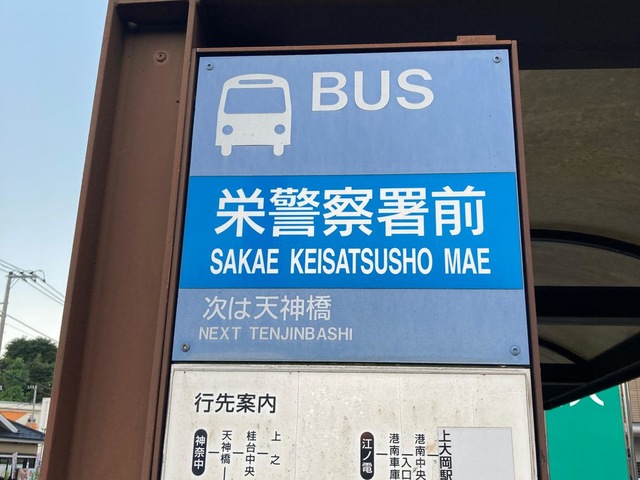 BUS
栄警察署前
SAKAE KEISATSUSHO MAE
次は天神橋
NEXT TENJINBASHI
行先案内
神奈中
天神橋
桂台中央
上之
江ノ電
港南車庫
入口
港南中央
上大岡駅